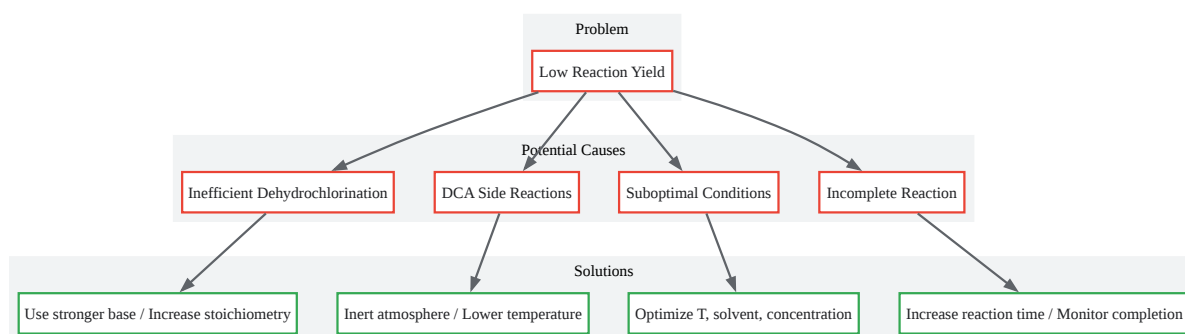 Problem
Low Reaction Yield
Potential Causes
Inefficient Dehydrochlorination
DCA Side Reactions
Suboptimal Conditions
Incomplete Reaction
Solutions
Use stronger base / Increase stoichiometry
Inert atmosphere / Lower temperature
Optimize T, solvent, concentration
Increase reaction time / Monitor completion